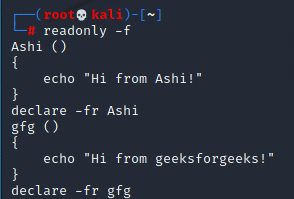 ┌──(root💀kali)-[~]
└─# readonly -f
Ashi ()
{
    echo "Hi from Ashi!"
}
declare -fr Ashi
gfg ()
{
    echo "Hi from geeksforgeeks!"
}
declare -fr gfg